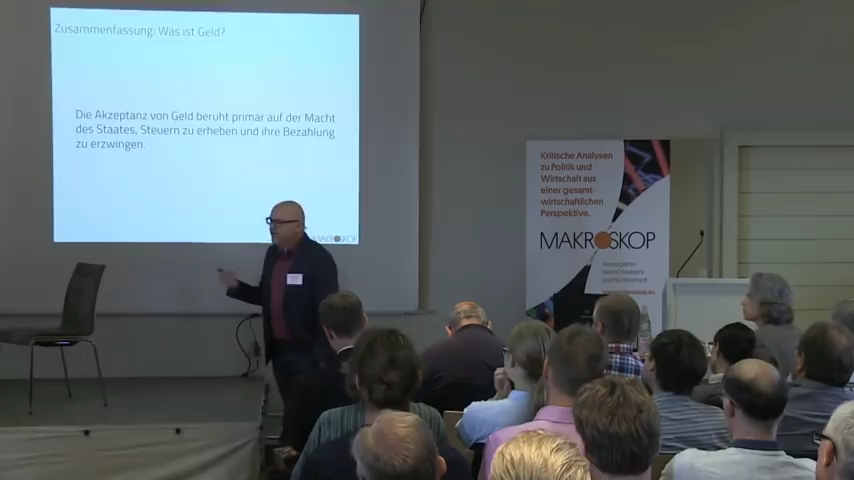 Zusammenfassung: Was ist Geld?
Die Akzeptanz von Geld beruht primär auf der Macht
des Staates, Steuern zu erheben und ihre Bezahlung
zu erzwingen.
MAKROSKOP
Kritische Analysen
zu Politik und
Wirtschaft aus
einer gesamt-
wirtschaftlichen
Perspektive.
MAKROSKOP
Herausgeber